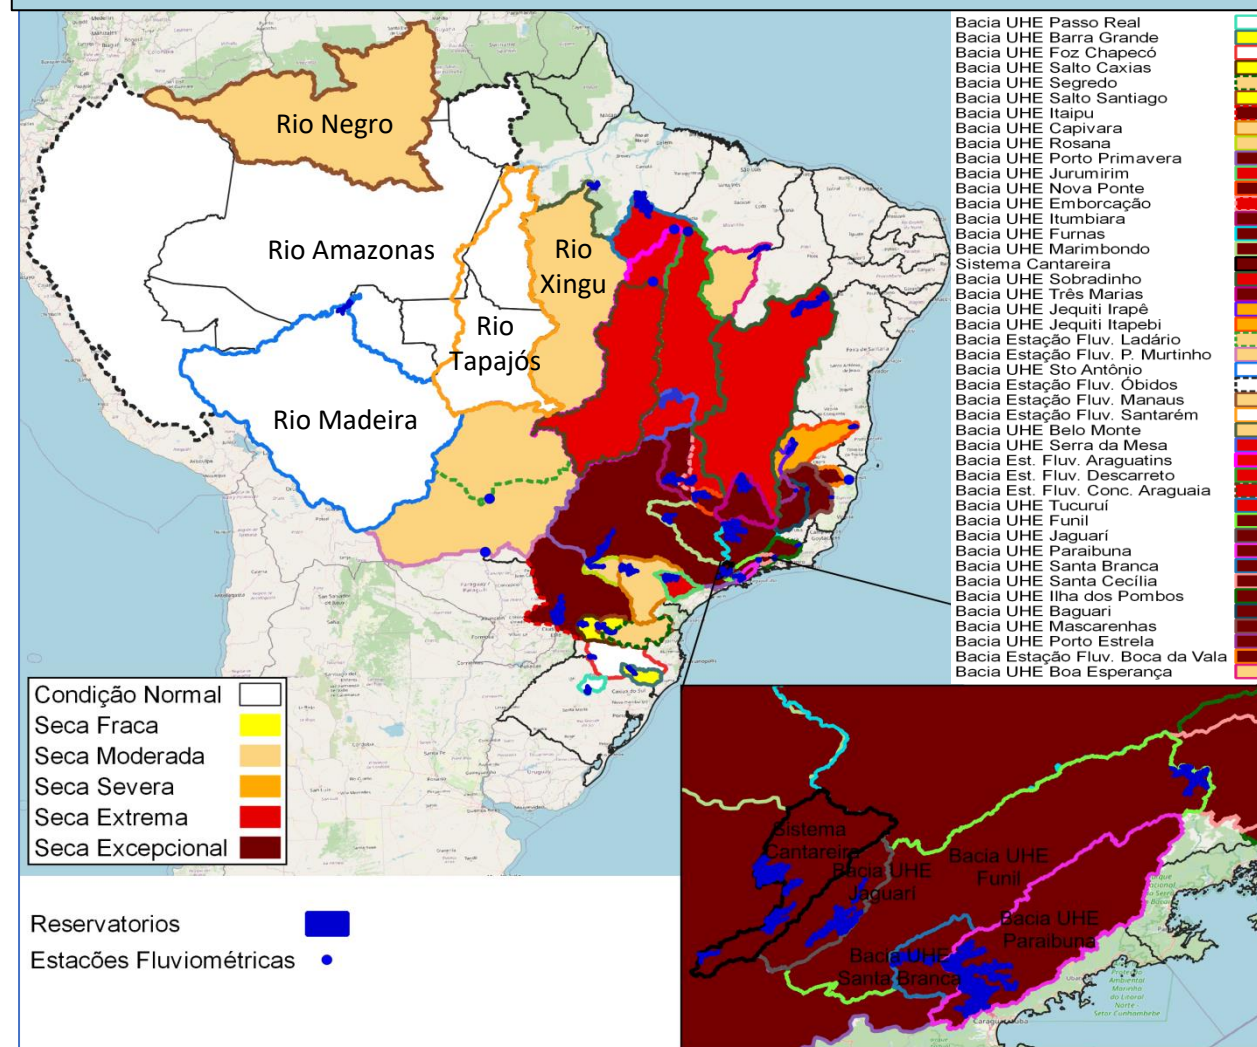 Rio Negro
Rio Amazonas
Rio
Xingu
Rio
Tapajós
Rio Madeira
Bacia UHE Passo Real
Bacia UHE Barra Grande
Bacia UHE Foz Chapecó
Bacia UHE Salto Caxias
Bacia UHE Segredo
Bacia UHE Salto Santiago
Bacia UHE Itaipu
Bacia UHE Capivara
Bacia UHE Rosana
Bacia UHE Porto Primavera
Bacia UHE Jurumirim
Bacia UHE Nova Ponte
Bacia UHE Emborcação
Bacia UHE Itumbiara
Bacia UHE Furnas
Bacia UHE Marimbondo
Sistema Cantareira
Bacia UHE Sobradinho
Bacia UHE Três Marias
Bacia UHE Jequiti Irapê
Bacia UHE Jequiti Itapebi
Bacia Estação Fluv. Ladário
Bacia Estação Fluv. P. Murtinho
Bacia UHE Sto Antônio
Bacia Estação Fluv. Óbidos
Bacia Estação Fluv. Manaus
Bacia Estação Fluv. Santarém
Bacia UHE Belo Monte
Bacia UHE Serra da Mesa
Bacia Est. Fluv. Araguatins
Bacia Est. Fluv. Descarreto
Bacia Est. Fluv. Conc. Araguaia
Bacia UHE Tucuruí
Bacia UHE Funil
Bacia UHE Jaguarí
Bacia UHE Paraibuna
Bacia UHE Santa Branca
Bacia UHE Santa Cecília
Bacia UHE Ilha dos Pombos
Bacia UHE Baguari
Bacia UHE Mascarenhas
Bacia UHE Porto Estrela
Bacia Estação Fluv. Boca da Vala
Bacia UHE Boa Esperança
Condição Normal
Seca Fraca
Seca Moderada
Seca Severa
Seca Extrema
Seca Excepcional
Reservatorios
Estacões Fluviométricas
Sistema
Cantareira
Bacia UHE
Jaguarí
Bacia UHE
Funil
Bacia UHE
Paraibuna
Bacia UHE
Santa Branca